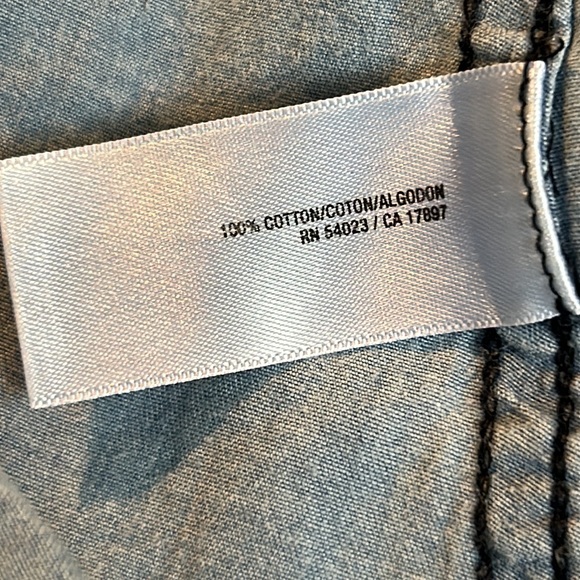 100% COTTON/COTON/ALGODON
RN 54023 / CA 17897